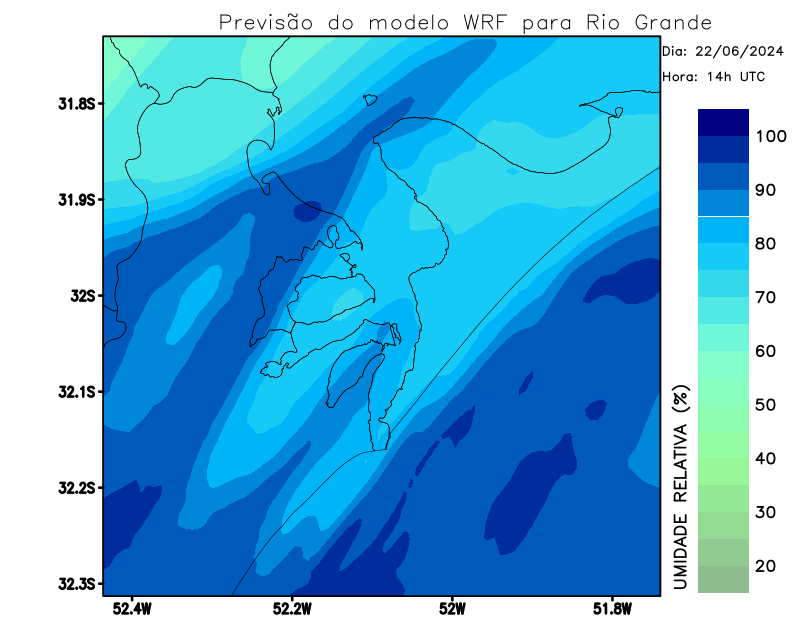 Previsão do modelo WRF para Rio Grande
Dia: 22/06/2024
Hora: 14h UTC
31.8S
31.9S
32S
32.1S
32.2S
32.3S
52.4W
52.2W
52W
51.8W
100
90
80
70
60
50
40
30
20
UMIDADE RELATIVA (%)